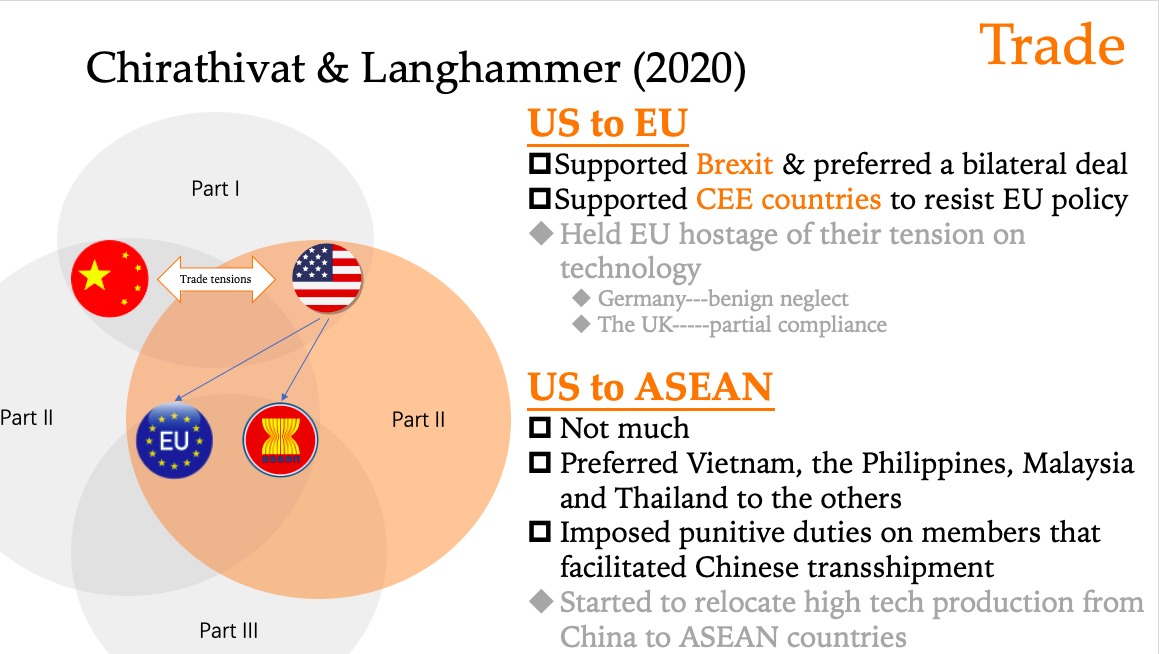 Trade
Chirathivat & Langhammer (2020)
Part I
Trade tensions
Part II
EU
asean
Part II
Part III
US to EU
Supported Brexit & preferred a bilateral deal
Supported CEE countries to resist EU policy
Held EU hostage of their tension on
technology
Germany---benign neglect
The UK-----partial compliance
US to ASEAN
Not much
Preferred Vietnam, the Philippines, Malaysia
and Thailand to the others
Imposed punitive duties on members that
facilitated Chinese transshipment
Started to relocate high tech production from
China to ASEAN countries